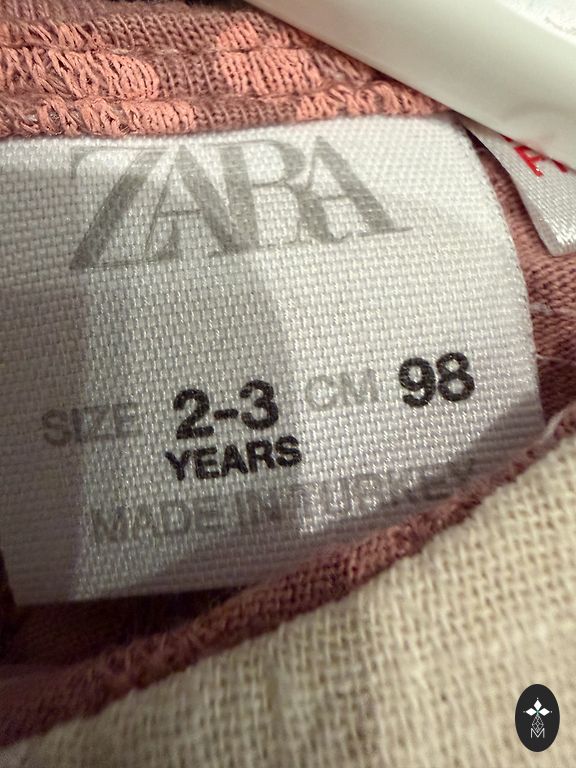 ZARA
SIZE 2-3 CM 98
YEARS
MADE IN TURKEY
M